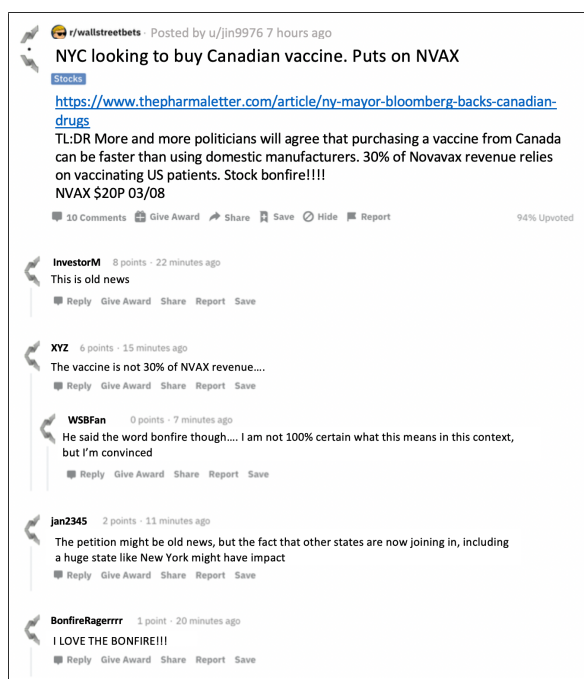 r/wallstreetbets · Posted by u/jin9976 7 hours ago
NYC looking to buy Canadian vaccine. Puts on NVAX
Stocks
https://www.thepharmaletter.com/article/ny-mayor-bloomberg-backs-canadian-
drugs
TL:DR More and more politicians will agree that purchasing a vaccine from Canada
can be faster than using domestic manufacturers. 30% of Novavax revenue relies
on vaccinating US patients. Stock bonfire!!!!
NVAX $20P 03/08
10 Comments Give Award Share Save Hide Report 94% Upvoted
InvestorM 8 points · 22 minutes ago
This is old news
Reply Give Award Share Report Save
XYZ 6 points · 15 minutes ago
The vaccine is not 30% of NVAX revenue....
Reply Give Award Share Report Save
WSBFan 0 points · 7 minutes ago
He said the word bonfire though.... I am not 100% certain what this means in this context,
but I'm convinced
Reply Give Award Share Report Save
jan2345 2 points · 11 minutes ago
The petition might be old news, but the fact that other states are now joining in, including
a huge state like New York might have impact
Reply Give Award Share Report Save
BonfireRagerrrr 1 point · 20 minutes ago
I LOVE THE BONFIRE!!!
Reply Give Award Share Report Save